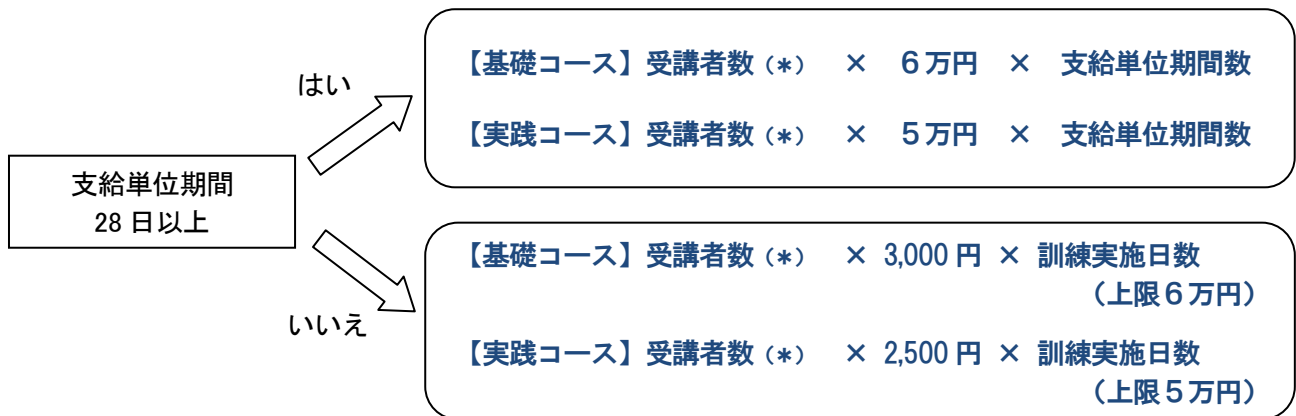 支給単位期間
28 日以上
はい
【基礎コース】受講者数（*）　×　６万円　×　支給単位期間数
【実践コース】受講者数（*）　×　５万円　×　支給単位期間数
いいえ
【基礎コース】受講者数（*）　× 3,000 円 × 訓練実施日数
（上限６万円）
【実践コース】受講者数（*）　× 2,500 円 × 訓練実施日数
（上限５万円）